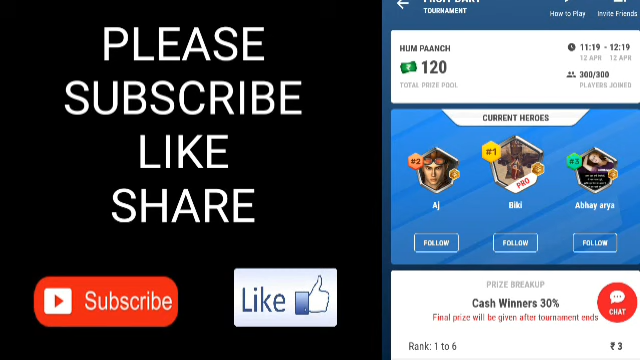 PLEASE
SUBSCRIBE
LIKE
SHARE
Subscribe
Like
TOURNAMENT
How to Play
Invite Friends
HUM PAANCH
120
TOTAL PRIZE POOL
11:19 - 12:19
12 APR 12 APR
300/300
PLAYERS JOINED
CURRENT HEROES
#2
#1
#3
PRO
Aj
Biki
Abhay arya
FOLLOW
FOLLOW
FOLLOW
PRIZE BREAKUP
Cash Winners 30%
Final prize will be given after tournament ends
CHAT
Rank: 1 to 6
₹ 3